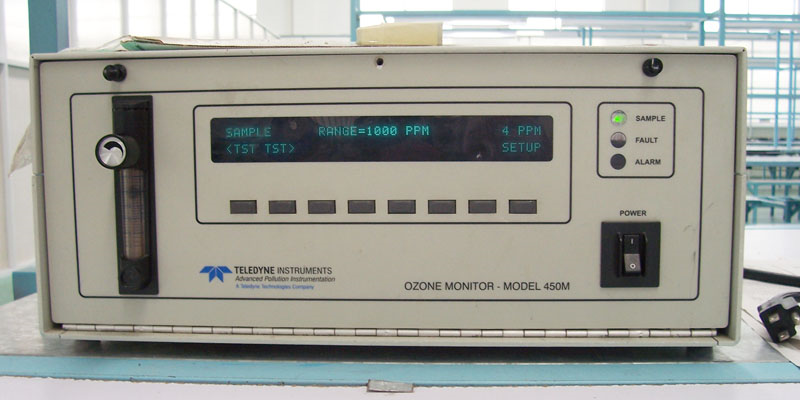 SAMPLE RANGE=1000 PPM 4 PPM
<TST TST> SETUP
SAMPLE
FAULT
ALARM
POWER
I
O
TELEDYNE INSTRUMENTS
Advanced Pollution Instrumentation
A Teledyne Technologies Company
OZONE MONITOR - MODEL 450M